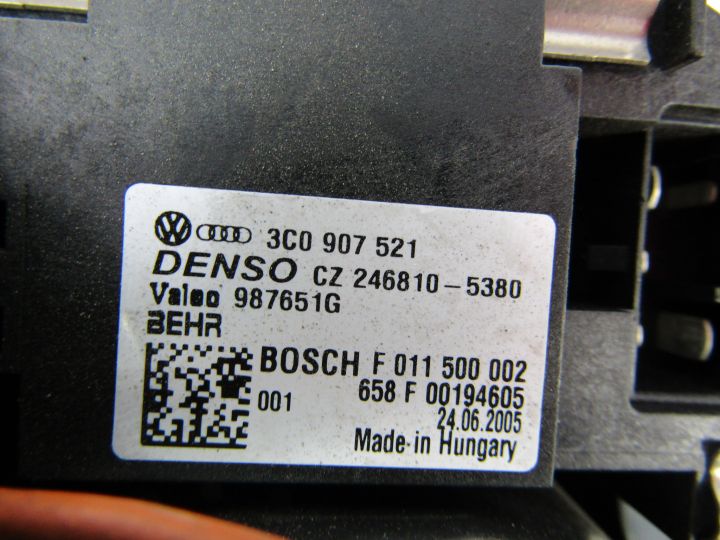 3C0 907 521
DENSO CZ 246810-5380
Valeo 987651G
BEHR
BOSCH F 011 500 002
001 658 F 00194605
24.06.2005
Made in Hungary